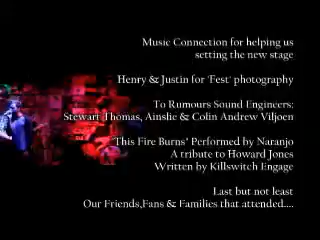 Music Connection for helping us
setting the new stage
Henry & Justin for 'Fest' photography
To Rumours Sound Engineers:
Stewart Thomas, Ainslie & Colin Andrew Viljoen
"This Fire Burns" Performed by Naranjo
A tribute to Howard Jones
Written by Killswitch Engage
Last but not least
Our Friends,Fans & Families that attended....